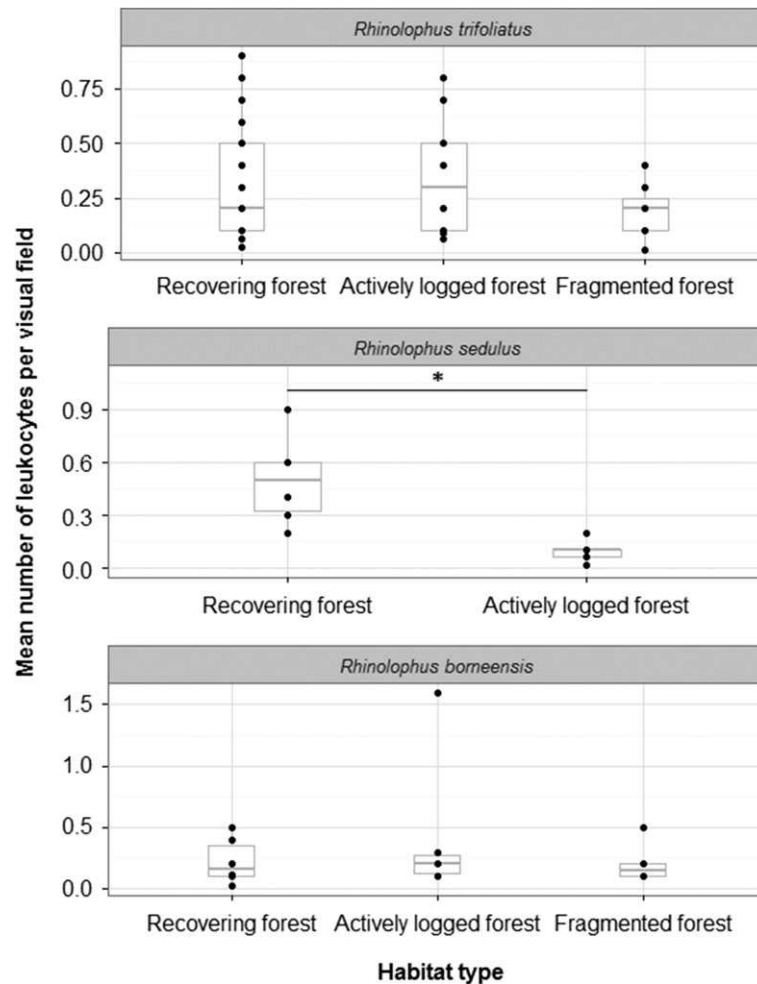 Rhinolophus trifoliatus
0.75
0.50
0.25
0.00
Recovering forest Actively logged forest Fragmented forest
Mean number of leukocytes per visual field
Rhinolophus sedulus
*
0.9
0.6
0.3
0.0
Recovering forest Actively logged forest
Rhinolophus borneensis
1.5
1.0
0.5
0.0
Recovering forest Actively logged forest Fragmented forest
Habitat type